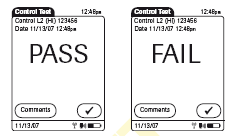 Control Test 12:48pm
Control L2 (Hi) 123456
Date 11/13/07 12:48pm
PASS
Comments
11/13/07
Control Test 12:48pm
Control L2 (Hi) 123456
Date 11/13/07 12:48pm
FAIL
Comments
11/13/07